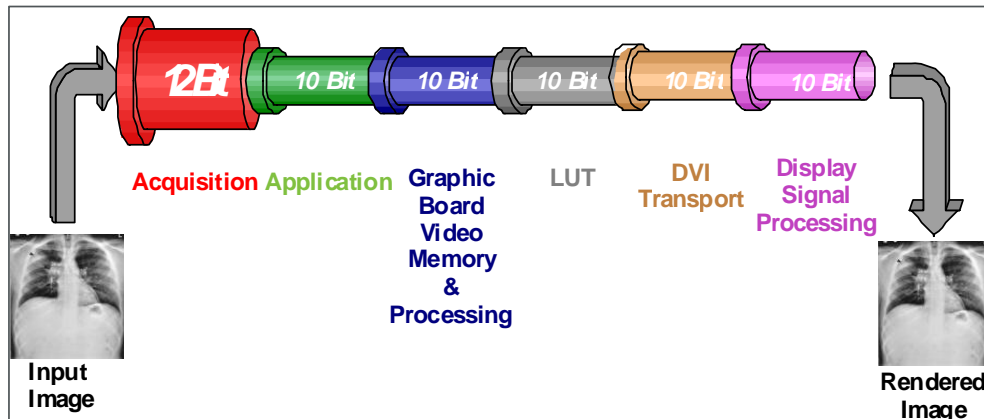 12Bit
10 Bit
10 Bit
10 Bit
10 Bit
10 Bit
Acquisition
Application
Graphic
Board
Video
Memory
&
Processing
LUT
DVI
Transport
Display
Signal
Processing
Input
Image
Rendered
Image